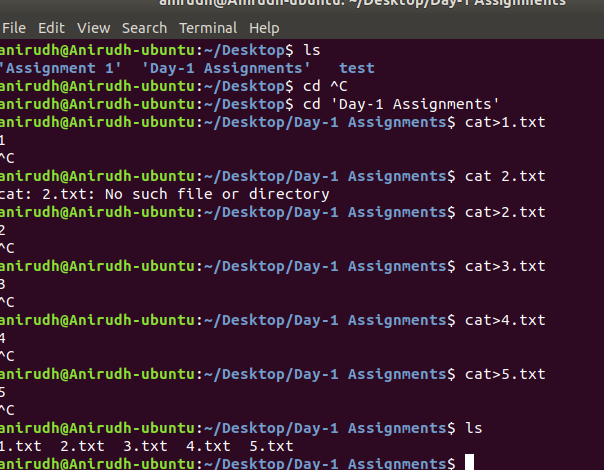 anirudh@Anirudh-ubuntu: ~/Desktop/Day-1 Assignments
File Edit View Search Terminal Help
anirudh@Anirudh-ubuntu:~/Desktop$ ls
'Assignment 1'  'Day-1 Assignments'   test
anirudh@Anirudh-ubuntu:~/Desktop$ cd ^C
anirudh@Anirudh-ubuntu:~/Desktop$ cd 'Day-1 Assignments'
anirudh@Anirudh-ubuntu:~/Desktop/Day-1 Assignments$ cat>1.txt
1
^C
anirudh@Anirudh-ubuntu:~/Desktop/Day-1 Assignments$ cat 2.txt
cat: 2.txt: No such file or directory
anirudh@Anirudh-ubuntu:~/Desktop/Day-1 Assignments$ cat>2.txt
2
^C
anirudh@Anirudh-ubuntu:~/Desktop/Day-1 Assignments$ cat>3.txt
3
^C
anirudh@Anirudh-ubuntu:~/Desktop/Day-1 Assignments$ cat>4.txt
4
^C
anirudh@Anirudh-ubuntu:~/Desktop/Day-1 Assignments$ cat>5.txt
5
^C
anirudh@Anirudh-ubuntu:~/Desktop/Day-1 Assignments$ ls
1.txt  2.txt  3.txt  4.txt  5.txt
anirudh@Anirudh-ubuntu:~/Desktop/Day-1 Assignments$